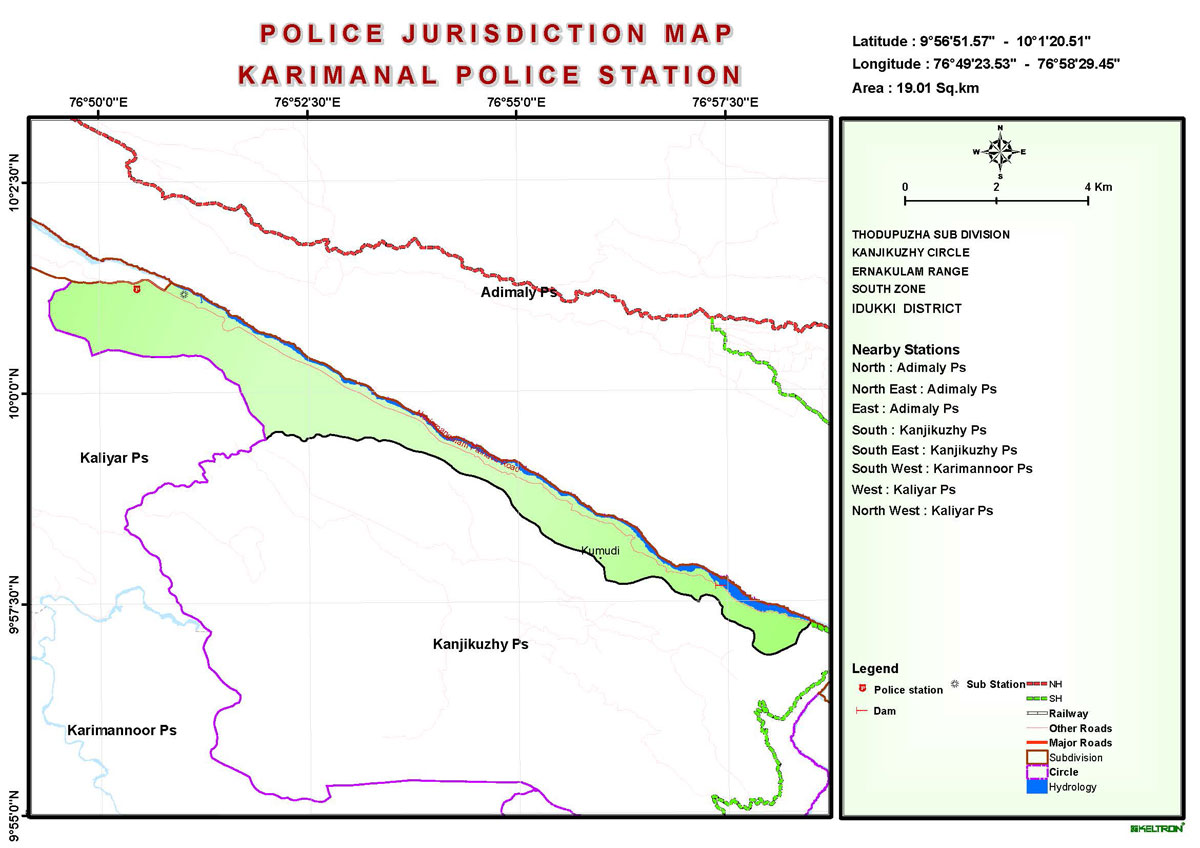 POLICE JURISDICTION MAP
KARIMANAL POLICE STATION
Latitude : 9°56'51.57" - 10°1'20.51"
Longitude : 76°49'23.53" - 76°58'29.45"
Area : 19.01 Sq.km
76°50'0"E 76°52'30"E 76°55'0"E 76°57'30"E
10°2'30"N
10°0'0"N
9°57'30"N
9°55'0"N
Adimaly Ps
Kaliyar Ps
Kumudi
Kanjikuzhy Ps
Karimannoor Ps
N
W E
S
0 2 4 Km
THODUPUZHA SUB DIVISION
KANJIKUZHY CIRCLE
ERNAKULAM RANGE
SOUTH ZONE
IDUKKI DISTRICT
Nearby Stations
North : Adimaly Ps
North East : Adimaly Ps
East : Adimaly Ps
South : Kanjikuzhy Ps
South East : Kanjikuzhy Ps
South West : Karimannoor Ps
West : Kaliyar Ps
North West : Kaliyar Ps
Legend
Police station
Dam
Sub Station
NH
SH
Railway
Other Roads
Major Roads
Subdivision
Circle
Hydrology
KELTRON